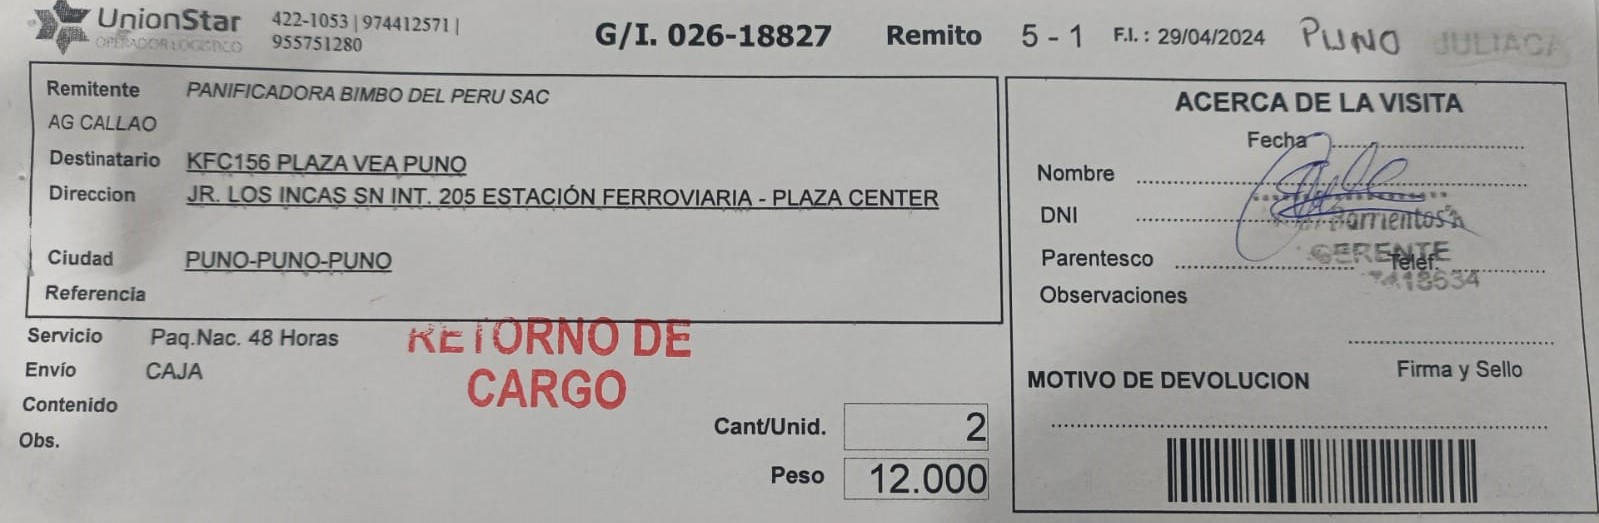 UnionStar
OPERADOR LOGISTICO
422-1053 | 974412571 |
955751280
G/I. 026-18827 Remito 5 - 1 F.I. : 29/04/2024 PUNO JULIACA
Remitente PANIFICADORA BIMBO DEL PERU SAC
AG CALLAO
Destinatario KFC156 PLAZA VEA PUNO
Direccion JR. LOS INCAS SN INT. 205 ESTACIÓN FERROVIARIA - PLAZA CENTER
Ciudad PUNO-PUNO-PUNO
Referencia
Servicio Paq.Nac. 48 Horas
Envío CAJA
Contenido
Obs.
RETORNO DE
CARGO
Cant/Unid. 2
Peso 12.000
ACERCA DE LA VISITA
Fecha
Nombre
DNI
Barrientos
Parentesco
GERENTE
Telef.
Observaciones
Firma y Sello
MOTIVO DE DEVOLUCION